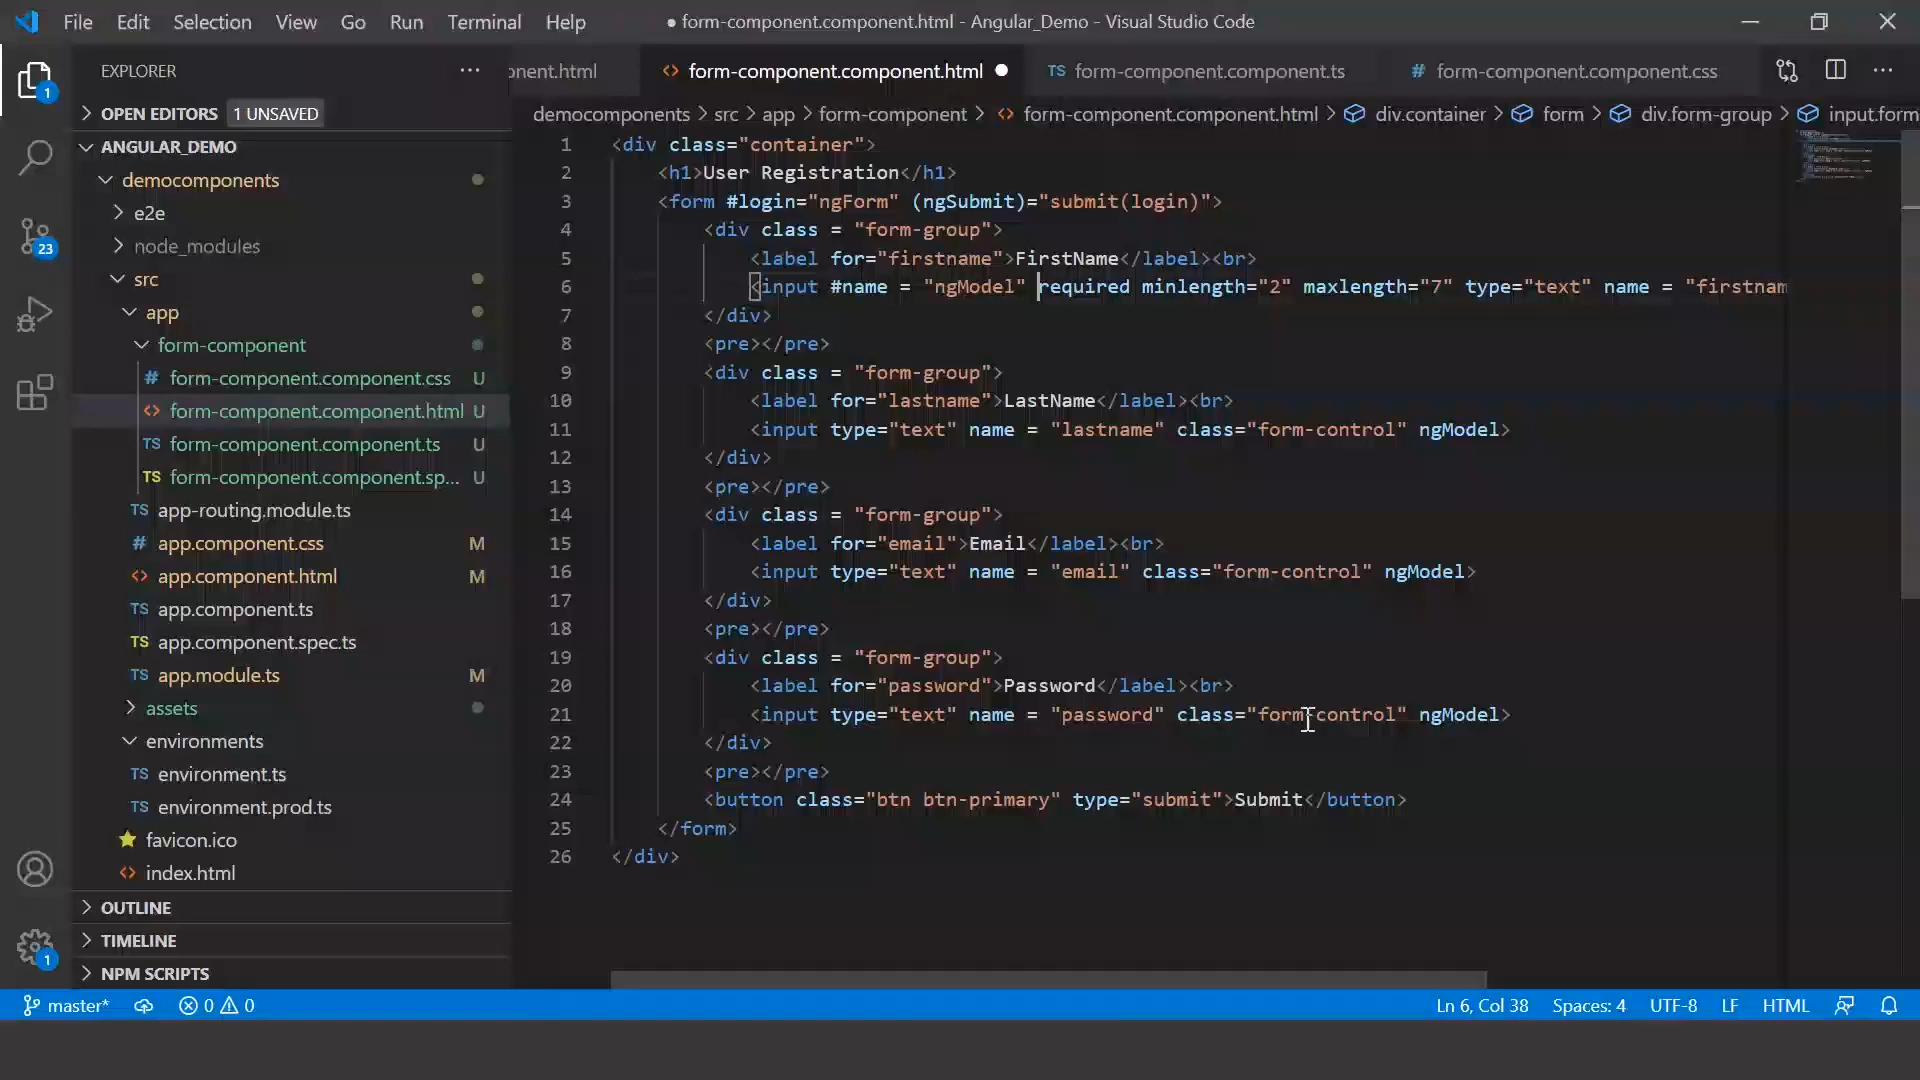 File Edit Selection View Go Run Terminal Help ● form-component.component.html - Angular_Demo - Visual Studio Code
EXPLORER ···
onent.html <> form-component.component.html ● TS form-component.component.ts # form-component.component.css ···
democomponents > src > app > form-component > <> form-component.component.html > div.container > form > div.form-group > input.form
OPEN EDITORS 1 UNSAVED
ANGULAR_DEMO
democomponents
e2e
node_modules
src
app
form-component
# form-component.component.css U
<> form-component.component.html U
TS form-component.component.ts U
TS form-component.component.sp... U
TS app-routing.module.ts
# app.component.css M
<> app.component.html M
TS app.component.ts
TS app.component.spec.ts
TS app.module.ts M
assets
environments
TS environment.ts
TS environment.prod.ts
favicon.ico
<> index.html
OUTLINE
TIMELINE
NPM SCRIPTS
1 <div class="container">
2 <h1>User Registration</h1>
3 <form #login="ngForm" (ngSubmit)="submit(login)">
4 <div class = "form-group">
5 <label for="firstname">FirstName</label><br>
6 <input #name = "ngModel" required minlength="2" maxlength="7" type="text" name = "firstnam
7 </div>
8 <pre></pre>
9 <div class = "form-group">
10 <label for="lastname">LastName</label><br>
11 <input type="text" name = "lastname" class="form-control" ngModel>
12 </div>
13 <pre></pre>
14 <div class = "form-group">
15 <label for="email">Email</label><br>
16 <input type="text" name = "email" class="form-control" ngModel>
17 </div>
18 <pre></pre>
19 <div class = "form-group">
20 <label for="password">Password</label><br>
21 <input type="text" name = "password" class="form-control" ngModel>
22 </div>
23 <pre></pre>
24 <button class="btn btn-primary" type="submit">Submit</button>
25 </form>
26 </div>
1
23
1
master* 0 0 Ln 6, Col 38 Spaces: 4 UTF-8 LF HTML